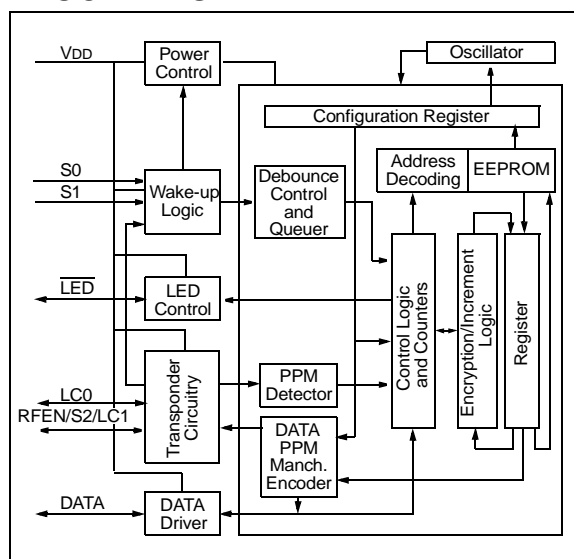 VDD
Power
Control
Oscillator
Configuration Register
S0
S1
Wake-up
Logic
Debounce
Control
and
Queuer
Address
Decoding
EEPROM
LED
LED
Control
Control Logic
and Counters
Encryption/Increment
Logic
Register
LC0
RFEN/S2/LC1
Transponder
Circuitry
PPM
Detector
DATA
PPM
Manch.
Encoder
DATA
DATA
Driver